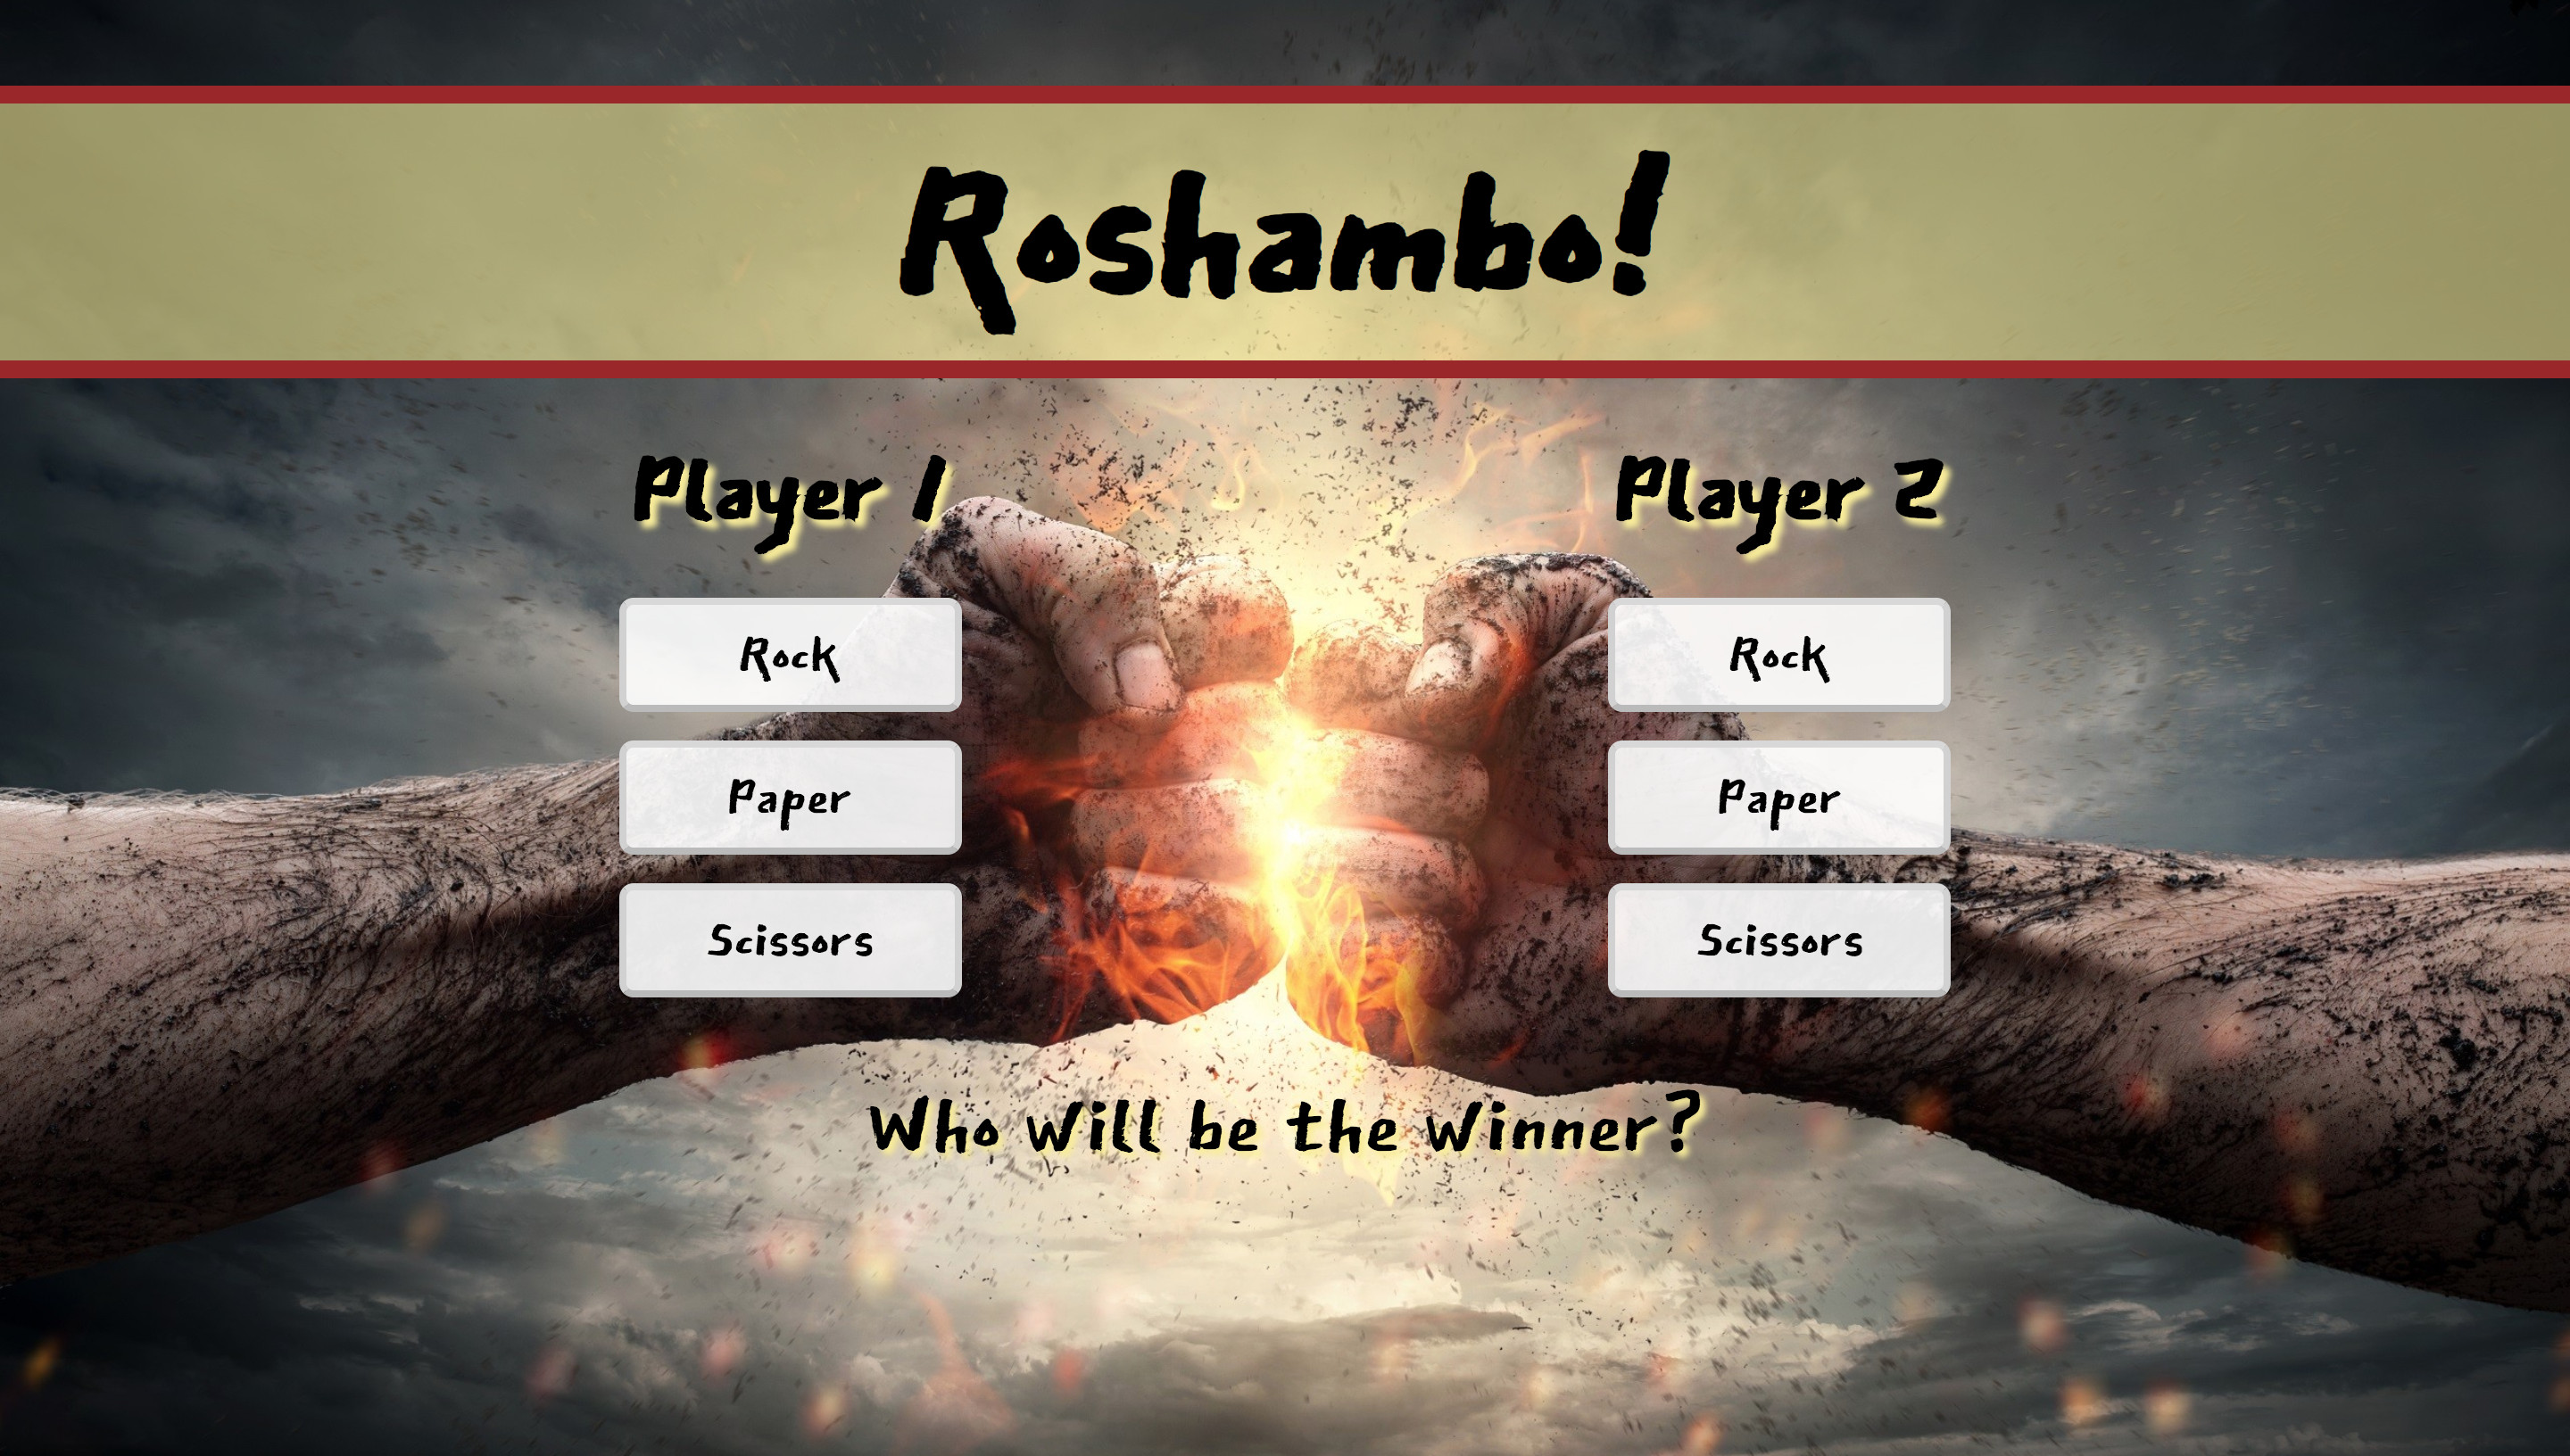 Roshambo!
Player 1
Rock
Paper
Scissors
Player 2
Rock
Paper
Scissors
Who will be the winner?